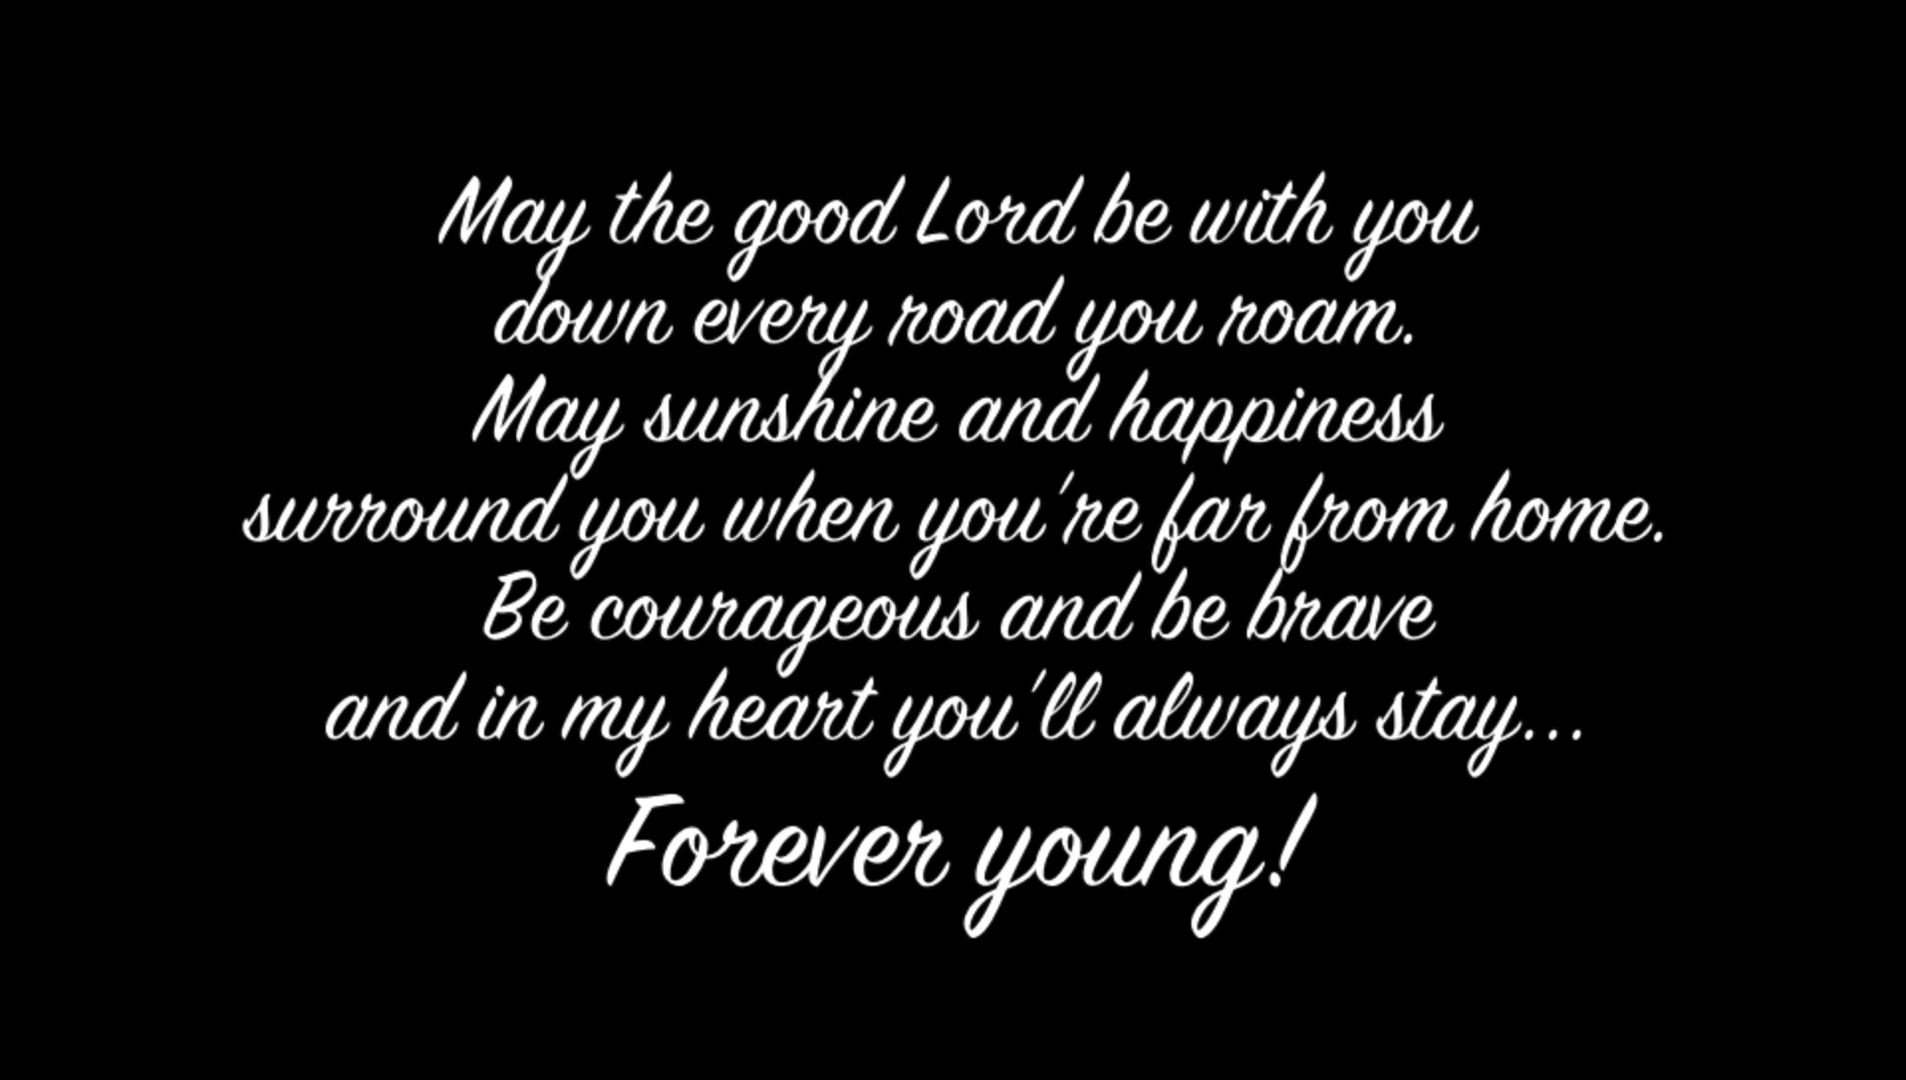 May the good Lord be with you
down every road you roam.
May sunshine and happiness
surround you when you're far from home.
Be courageous and be brave
and in my heart you'll always stay...
Forever young!